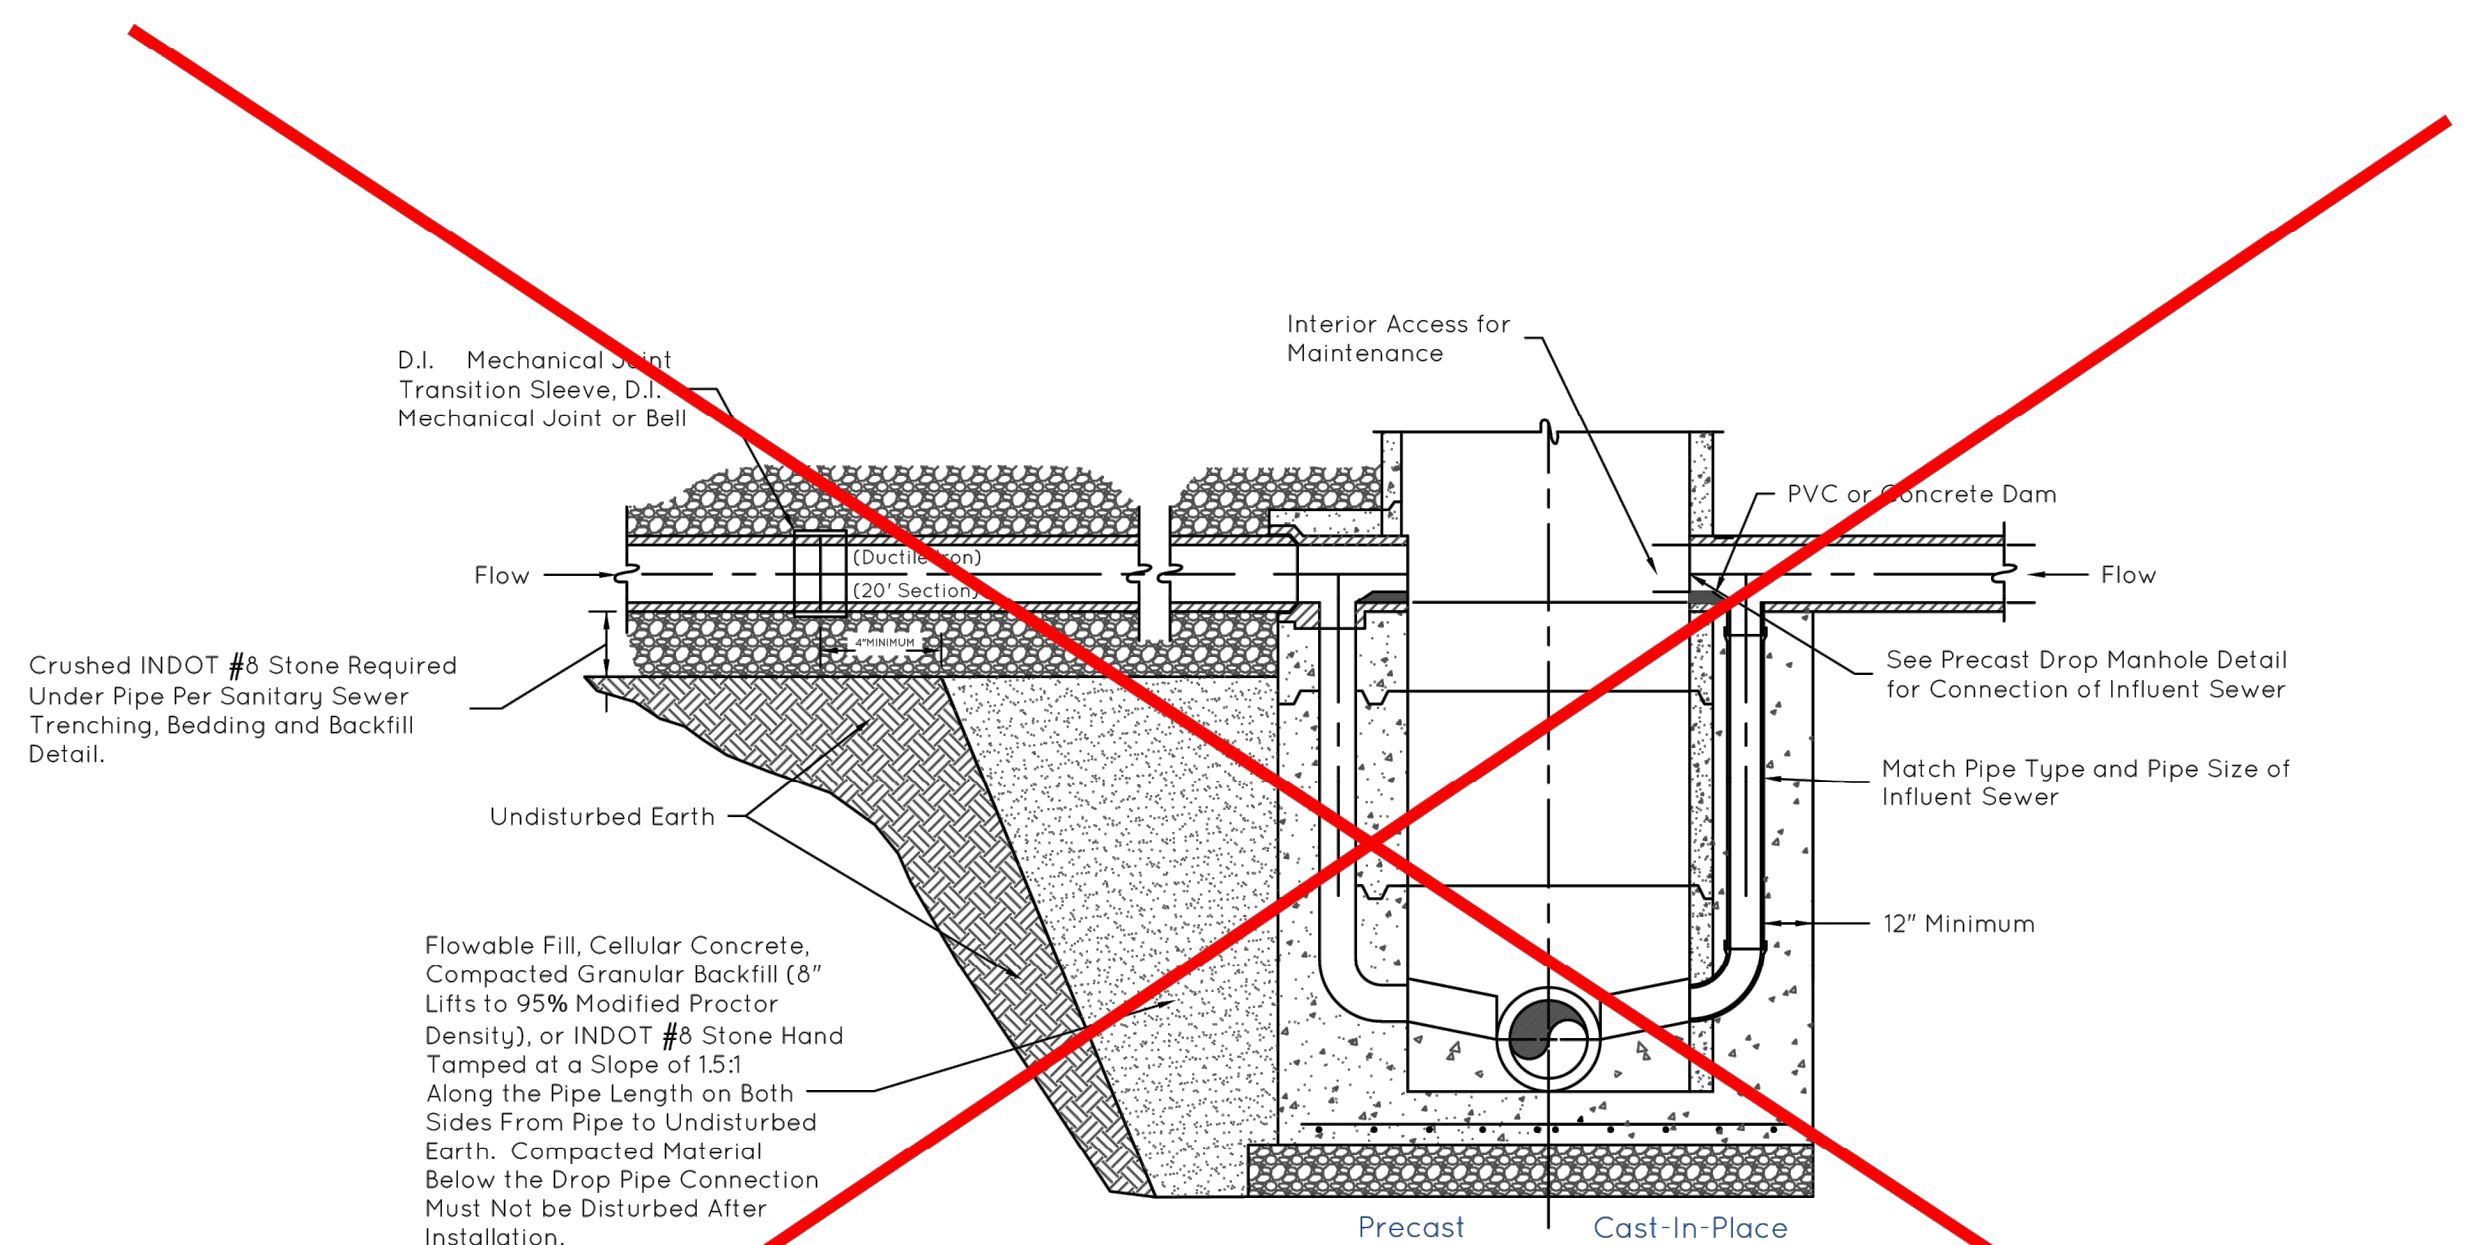 D.I. Mechanical Joint
Transition Sleeve, D.I.
Mechanical Joint or Bell
Interior Access for
Maintenance
PVC or Concrete Dam
(Ductile Iron)
(20' Section)
Flow
Flow
4"MINIMUM
Crushed INDOT #8 Stone Required
Under Pipe Per Sanitary Sewer
Trenching, Bedding and Backfill
Detail.
See Precast Drop Manhole Detail
for Connection of Influent Sewer
Match Pipe Type and Pipe Size of
Influent Sewer
Undisturbed Earth
12" Minimum
Flowable Fill, Cellular Concrete,
Compacted Granular Backfill (8"
Lifts to 95% Modified Proctor
Density), or INDOT #8 Stone Hand
Tamped at a Slope of 1.5:1
Along the Pipe Length on Both
Sides From Pipe to Undisturbed
Earth. Compacted Material
Below the Drop Pipe Connection
Must Not be Disturbed After
Installation.
Precast
Cast-In-Place